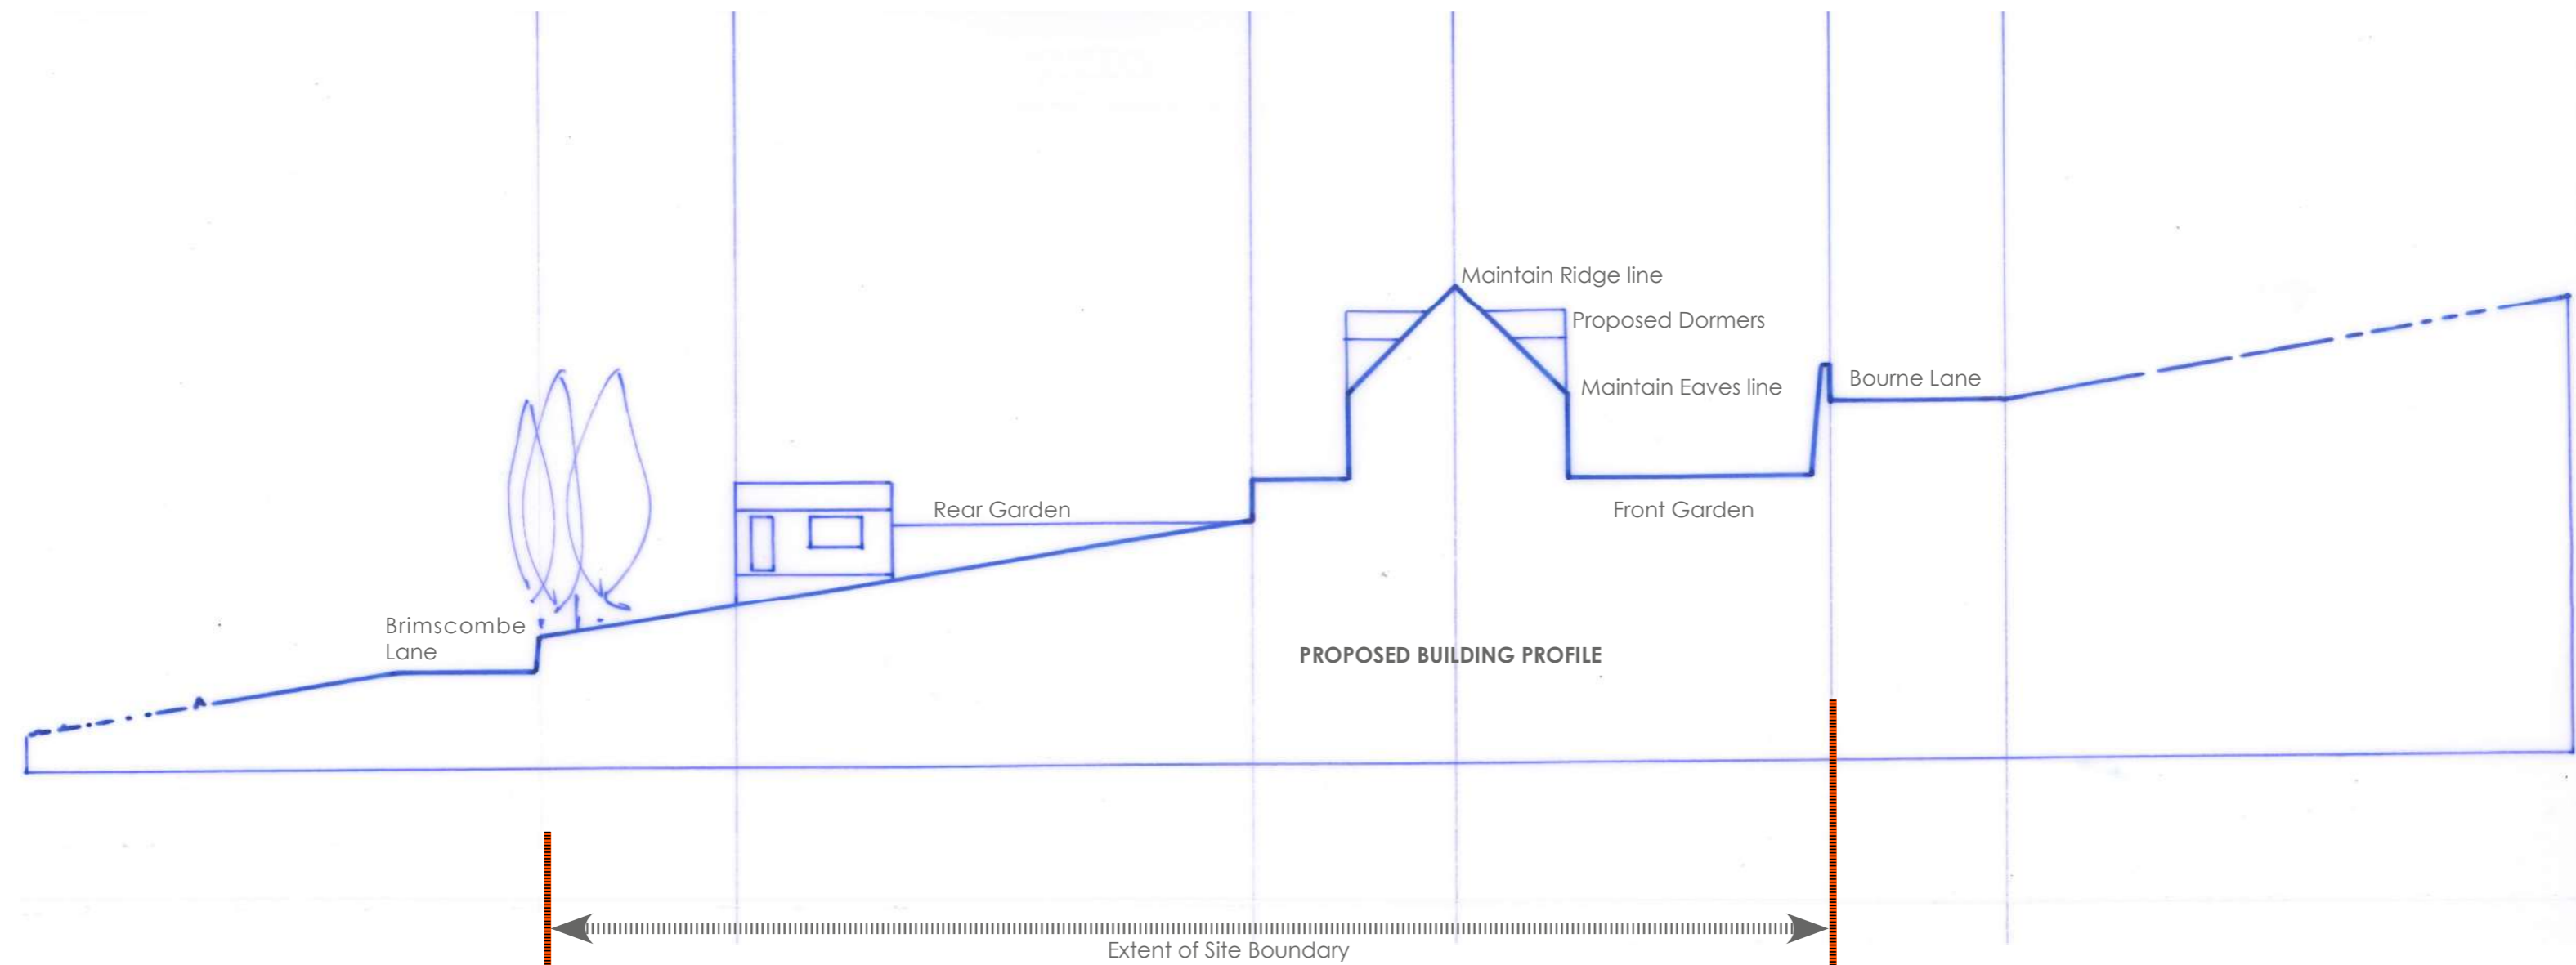 Maintain Ridge line
Proposed Dormers
Maintain Eaves line
Bourne Lane
Rear Garden
Front Garden
Brimscombe
Lane
PROPOSED BUILDING PROFILE
Extent of Site Boundary